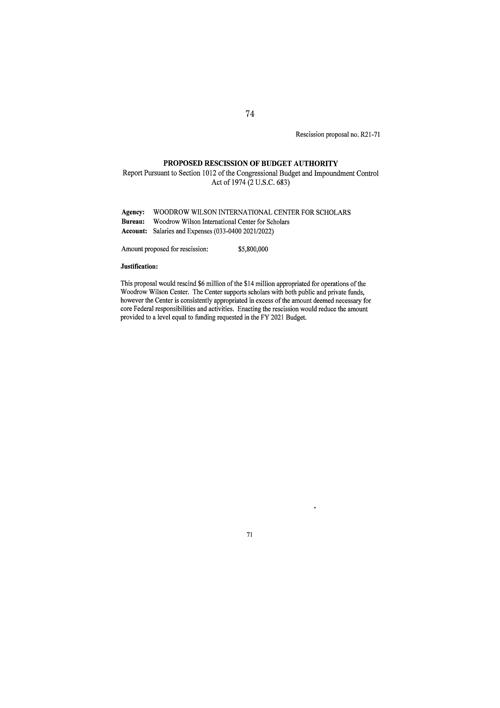 74
Rescission proposal no. R21-71
PROPOSED RESCISSION OF BUDGET AUTHORITY
Report Pursuant to Section 1012 of the Congressional Budget and Impoundment Control
Act of 1974 (2 U.S.C. 683)
Agency: WOODROW WILSON INTERNATIONAL CENTER FOR SCHOLARS
Bureau: Woodrow Wilson International Center for Scholars
Account: Salaries and Expenses (033-0400 2021/2022)
Amount proposed for rescission: $5,800,000
Justification:
This proposal would rescind $6 million of the $14 million appropriated for operations of the
Woodrow Wilson Center. The Center supports scholars with both public and private funds,
however the Center is consistently appropriated in excess of the amount deemed necessary for
core Federal responsibilities and activities. Enacting the rescission would reduce the amount
provided to a level equal to funding requested in the FY 2021 Budget.
71